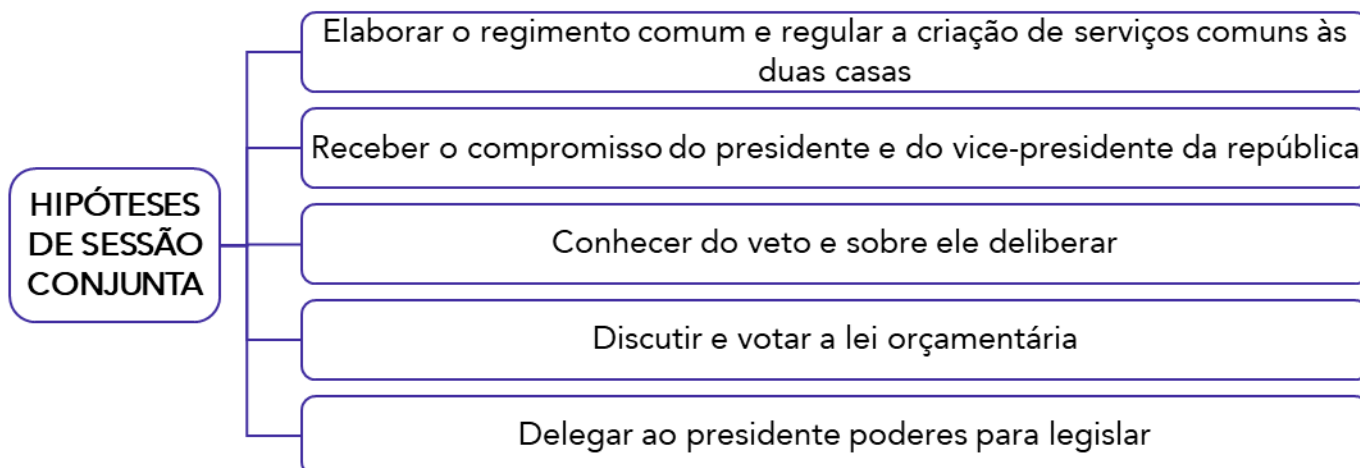 HIPÓTESES
DE SESSÃO
CONJUNTA
Elaborar o regimento comum e regular a criação de serviços comuns às
duas casas
Receber o compromisso do presidente e do vice-presidente da república
Conhecer do veto e sobre ele deliberar
Discutir e votar a lei orçamentária
Delegar ao presidente poderes para legislar